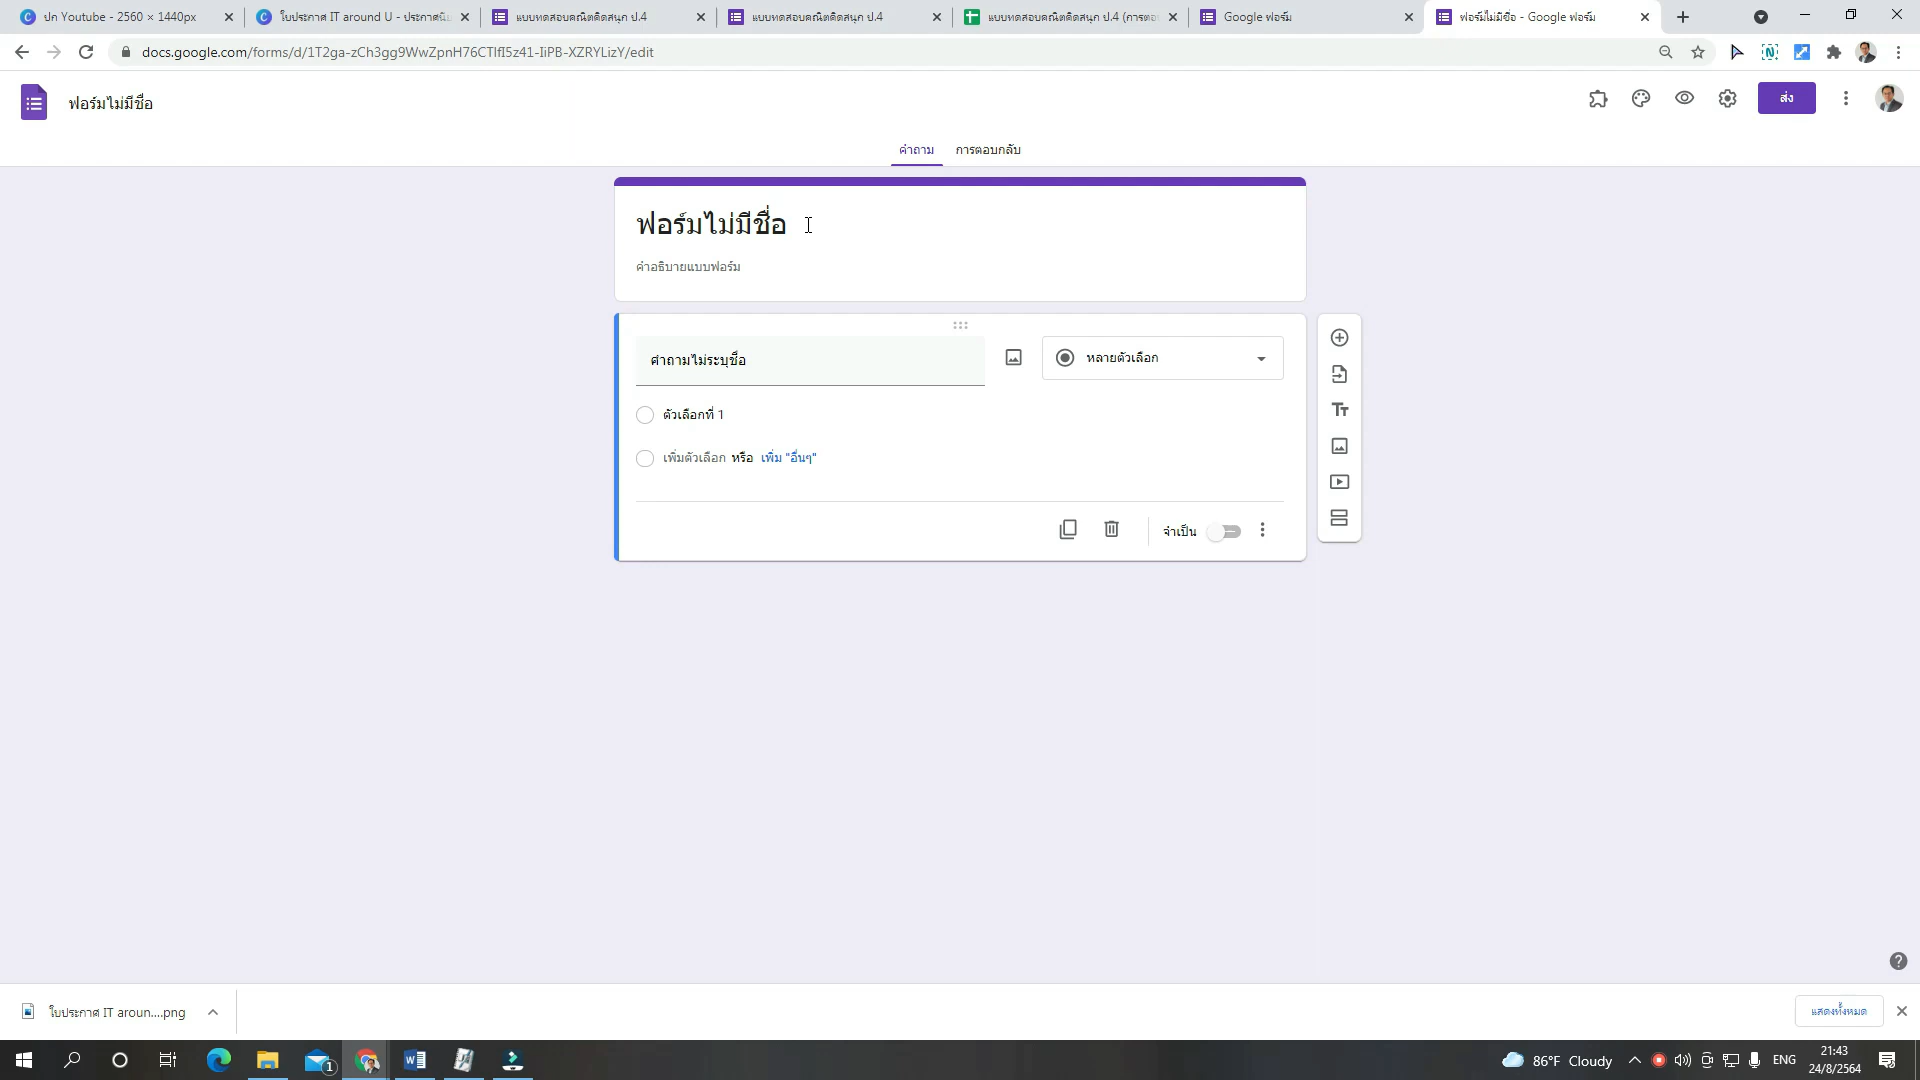 ปก Youtube - 2560 × 1440px
ใบประกาศ IT around U - ประกาศนีย
แบบทดสอบคณิตคิดสนุก ป.4
แบบทดสอบคณิตคิดสนุก ป.4
แบบทดสอบคณิตคิดสนุก ป.4 (การตอบ
Google ฟอร์ม
ฟอร์มไม่มีชื่อ - Google ฟอร์ม
docs.google.com/forms/d/1T2ga-zCh3gg9WwZpnH76CTlfI5z41-IiPB-XZRYLizY/edit
ฟอร์มไม่มีชื่อ
ส่ง
คำถาม
การตอบกลับ
ฟอร์มไม่มีชื่อ
คำอธิบายแบบฟอร์ม
คำถามไม่ระบุชื่อ
หลายตัวเลือก
ตัวเลือกที่ 1
เพิ่มตัวเลือก หรือ เพิ่ม "อื่นๆ"
จำเป็น
ใบประกาศ IT aroun....png
แสดงทั้งหมด
1
86°F Cloudy
ENG
21:43
24/8/2564